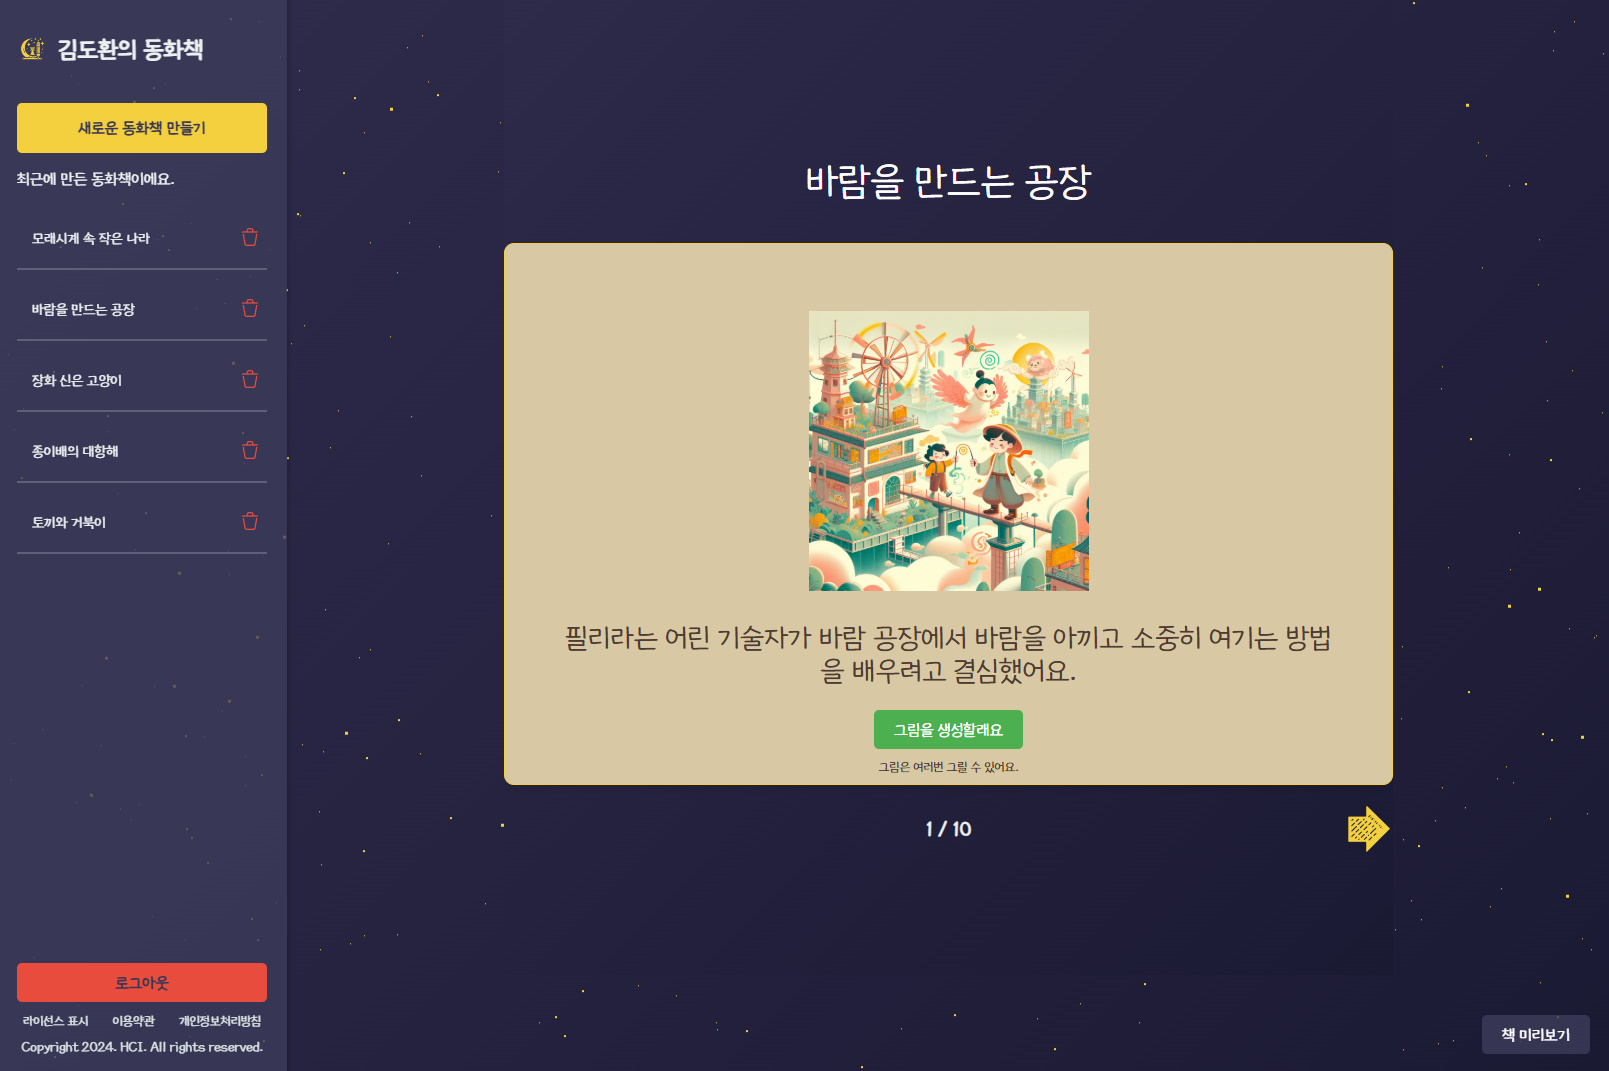 김도환의 동화책
새로운 동화책 만들기
최근에 만든 동화책이에요.
모래시계 속 작은 나라
바람을 만드는 공장
장화 신은 고양이
종이배의 대항해
토끼와 거북이
로그아웃
라이선스 표시 이용약관 개인정보처리방침
Copyright 2024. HCI. All rights reserved.
바람을 만드는 공장
필리라는 어린 기술자가 바람 공장에서 바람을 아끼고 소중히 여기는 방법
을 배우려고 결심했어요.
그림을 생성할래요
그림은 여러번 그릴 수 있어요.
1 / 10
책 미리보기